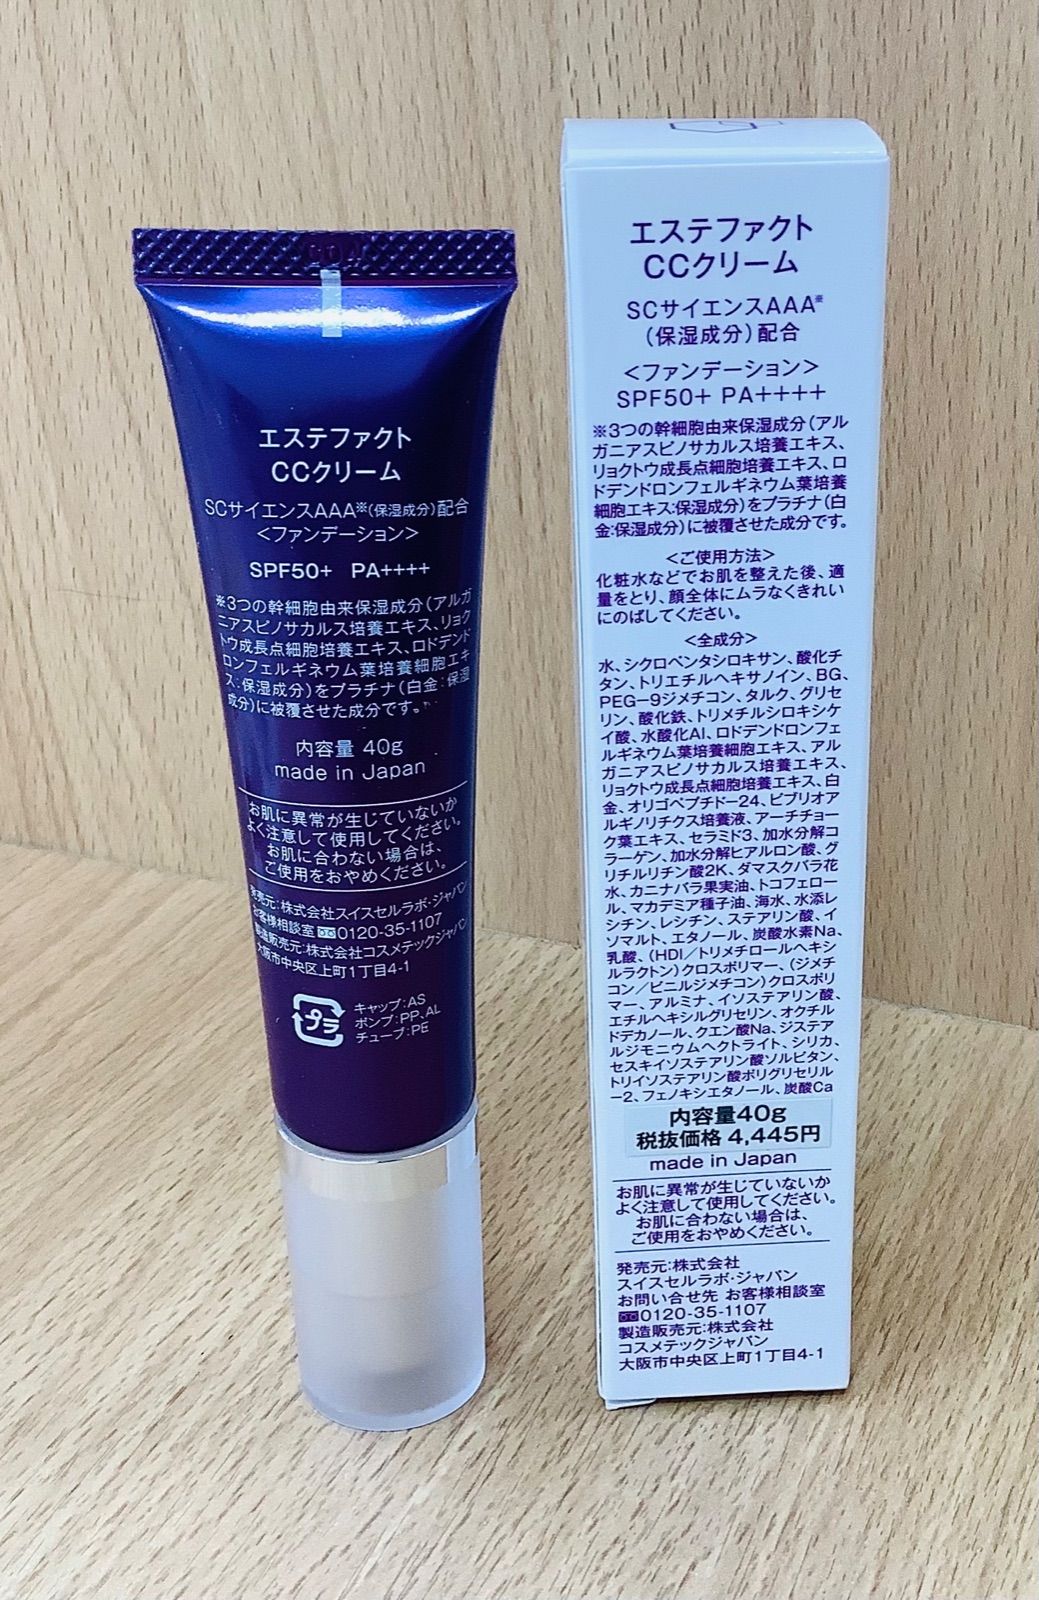 エステファクト
CCクリーム
SCサイエンスAAA※(保湿成分)配合
<ファンデーション>
SPF50+ PA++++
※3つの幹細胞由来保湿成分(アルガ
ニアスピノサカルス培養エキス、リョク
トウ成長点細胞培養エキス、ロドデンド
ロンフェルギネウム葉培養細胞エキ
ス:保湿成分)をプラチナ(白金:保湿
成分)に被覆させた成分です。
内容量 40g
made in Japan
お肌に異常が生じていないか
よく注意して使用してください。
お肌に合わない場合は、
ご使用をおやめください。
発売元:株式会社スイスセルラボ・ジャパン
お客様相談室 0120-35-1107
製造販売元:株式会社コスメテックジャパン
大阪市中央区上町1丁目4-1
プラ
キャップ:AS
ポンプ:PP、AL
チューブ:PE
エステファクト
CCクリーム
SCサイエンスAAA※
(保湿成分)配合
<ファンデーション>
SPF50+ PA++++
※3つの幹細胞由来保湿成分(アル
ガニアスピノサカルス培養エキス、
リョクトウ成長点細胞培養エキス、ロ
ドデンドロンフェルギネウム葉培養
細胞エキス:保湿成分)をプラチナ(白
金:保湿成分)に被覆させた成分です。
<ご使用方法>
化粧水などでお肌を整えた後、適
量をとり、顔全体にムラなくきれい
にのばしてください。
<全成分>
水、シクロペンタシロキサン、酸化チ
タン、トリエチルヘキサノイン、BG、
PEG-9ジメチコン、タルク、グリセ
リン、酸化鉄、トリメチルシロキシケ
イ酸、水酸化Al、ロドデンドロンフェ
ルギネウム葉培養細胞エキス、アル
ガニアスピノサカルス培養エキス、
リョクトウ成長点細胞培養エキス、白
金、オリゴペプチド-24、ビブリオア
ルギノリチクス培養液、アーチチョー
ク葉エキス、セラミド3、加水分解コ
ラーゲン、加水分解ヒアルロン酸、グ
リチルリチン酸2K、ダマスクバラ花
水、カニナバラ果実油、トコフェロー
ル、マカデミア種子油、海水、水添レ
シチン、レシチン、ステアリン酸、イ
ソマルト、エタノール、炭酸水素Na、
乳酸、(HDI/トリメチロールヘキシ
ルラクトン)クロスポリマー、(ジメチ
コン/ビニルジメチコン)クロスポリ
マー、アルミナ、イソステアリン酸、
エチルヘキシルグリセリン、オクチル
ドデカノール、クエン酸Na、ジステア
ルジモニウムヘクトライト、シリカ、
セスキイソステアリン酸ソルビタン、
トリイソステアリン酸ポリグリセリル
-2、フェノキシエタノール、炭酸Ca
内容量40g
税抜価格 4,445円
made in Japan
お肌に異常が生じていないか
よく注意して使用してください。
お肌に合わない場合は、
ご使用をおやめください。
発売元:株式会社
スイスセルラボ・ジャパン
お問い合せ先 お客様相談室
0120-35-1107
製造販売元:株式会社
コスメテックジャパン
大阪市中央区上町1丁目4-1